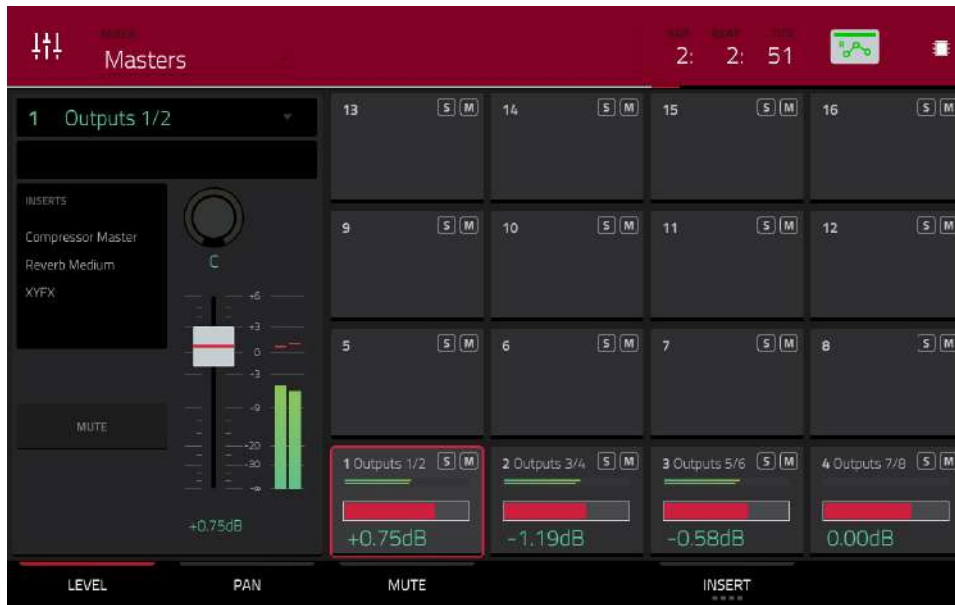 MIXER
Masters
BAR BEAT
2: 2: 51
1 Outputs 1/2
INSERTS
Compressor Master
Reverb Medium
XYFX
C
+6
+3
0
-3
-9
-20
-30
-∞
MUTE
+0.75dB
13 S M
14 S M
15 S M
16 S M
9 S M
10 S M
11 S M
12 S M
5 S M
6 S M
7 S M
8 S M
1 Outputs 1/2 S M
+0.75dB
2 Outputs 3/4 S M
-1.19dB
3 Outputs 5/6 S M
-0.58dB
4 Outputs 7/8 S M
0.00dB
LEVEL
PAN
MUTE
INSERT